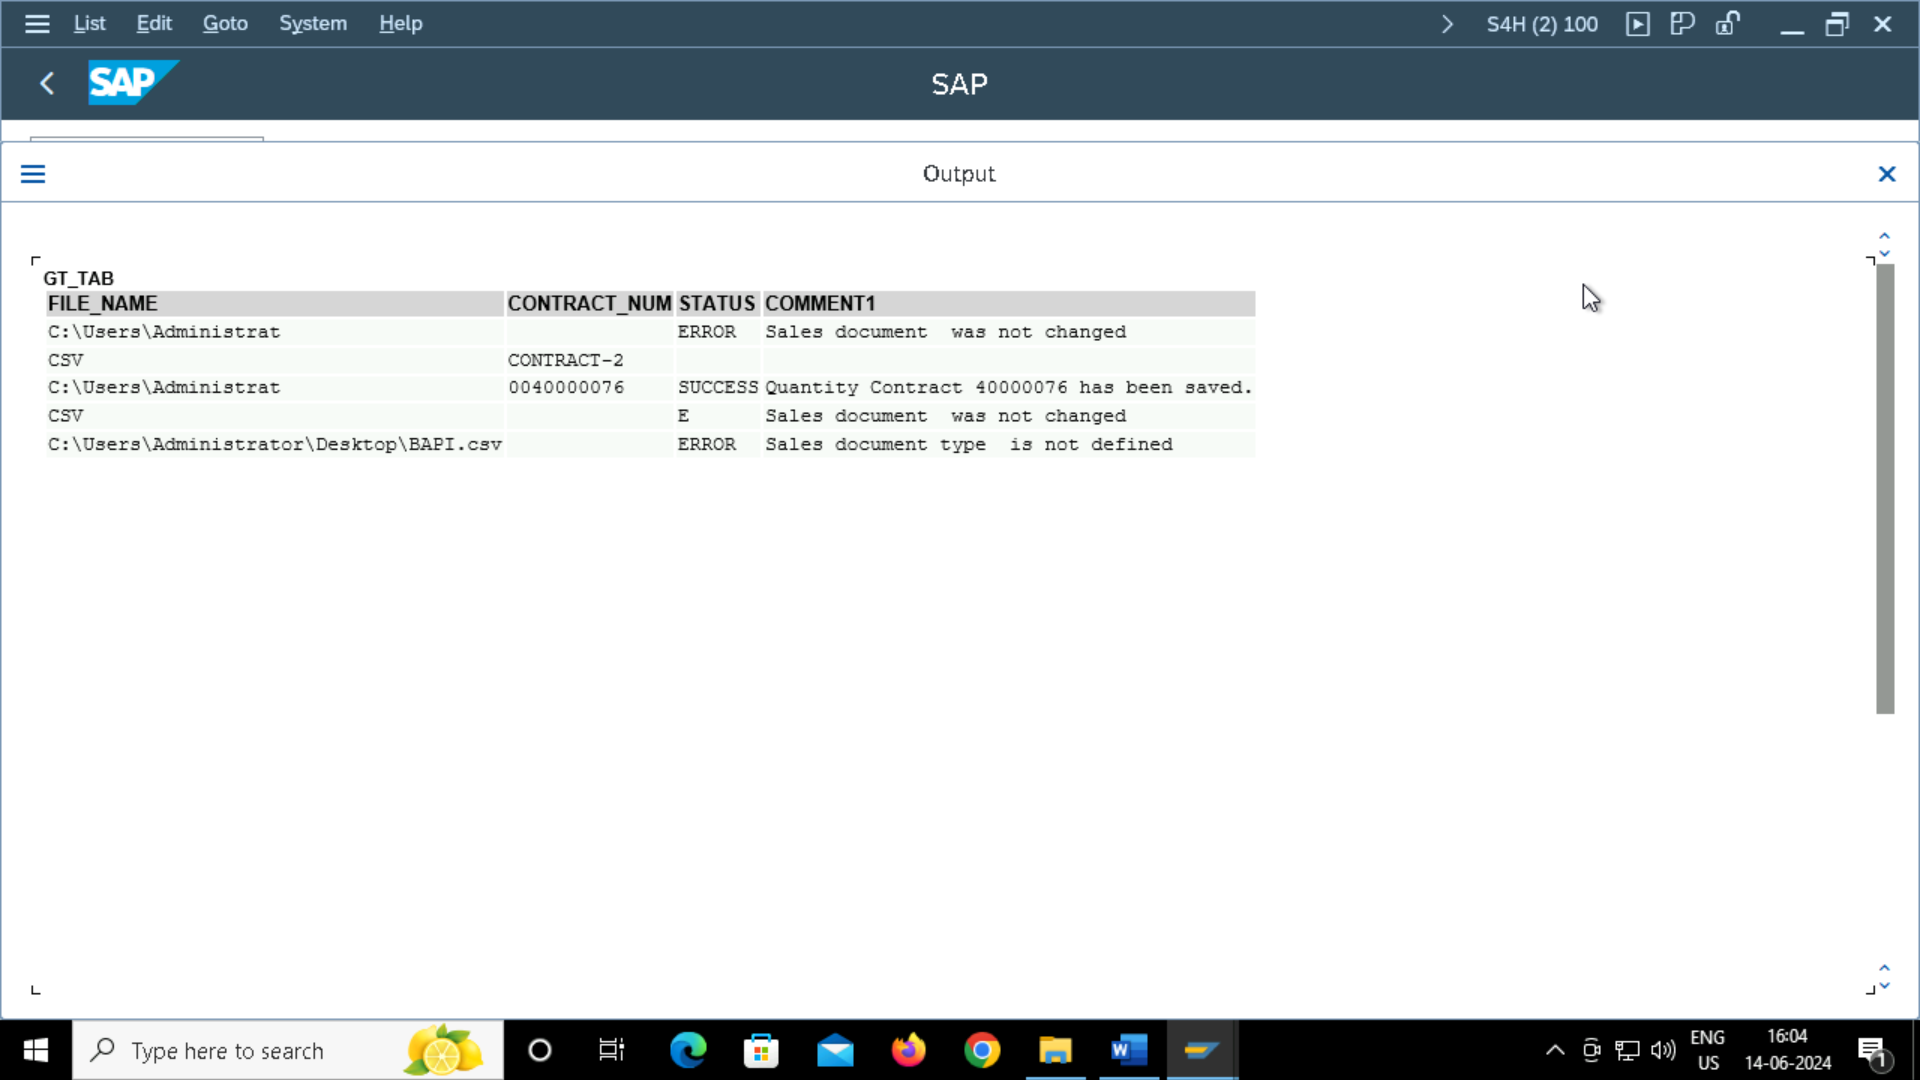 List Edit Goto System Help S4H (2) 100
SAP SAP
Output
GT_TAB
FILE_NAME CONTRACT_NUM STATUS COMMENT1
C:\Users\Administrat ERROR Sales document  was not changed
CSV CONTRACT-2
C:\Users\Administrat 0040000076 SUCCESS Quantity Contract 40000076 has been saved.
CSV E Sales document  was not changed
C:\Users\Administrator\Desktop\BAPI.csv ERROR Sales document type  is not defined
Type here to search
W
ENG 16:04
US 14-06-2024 1